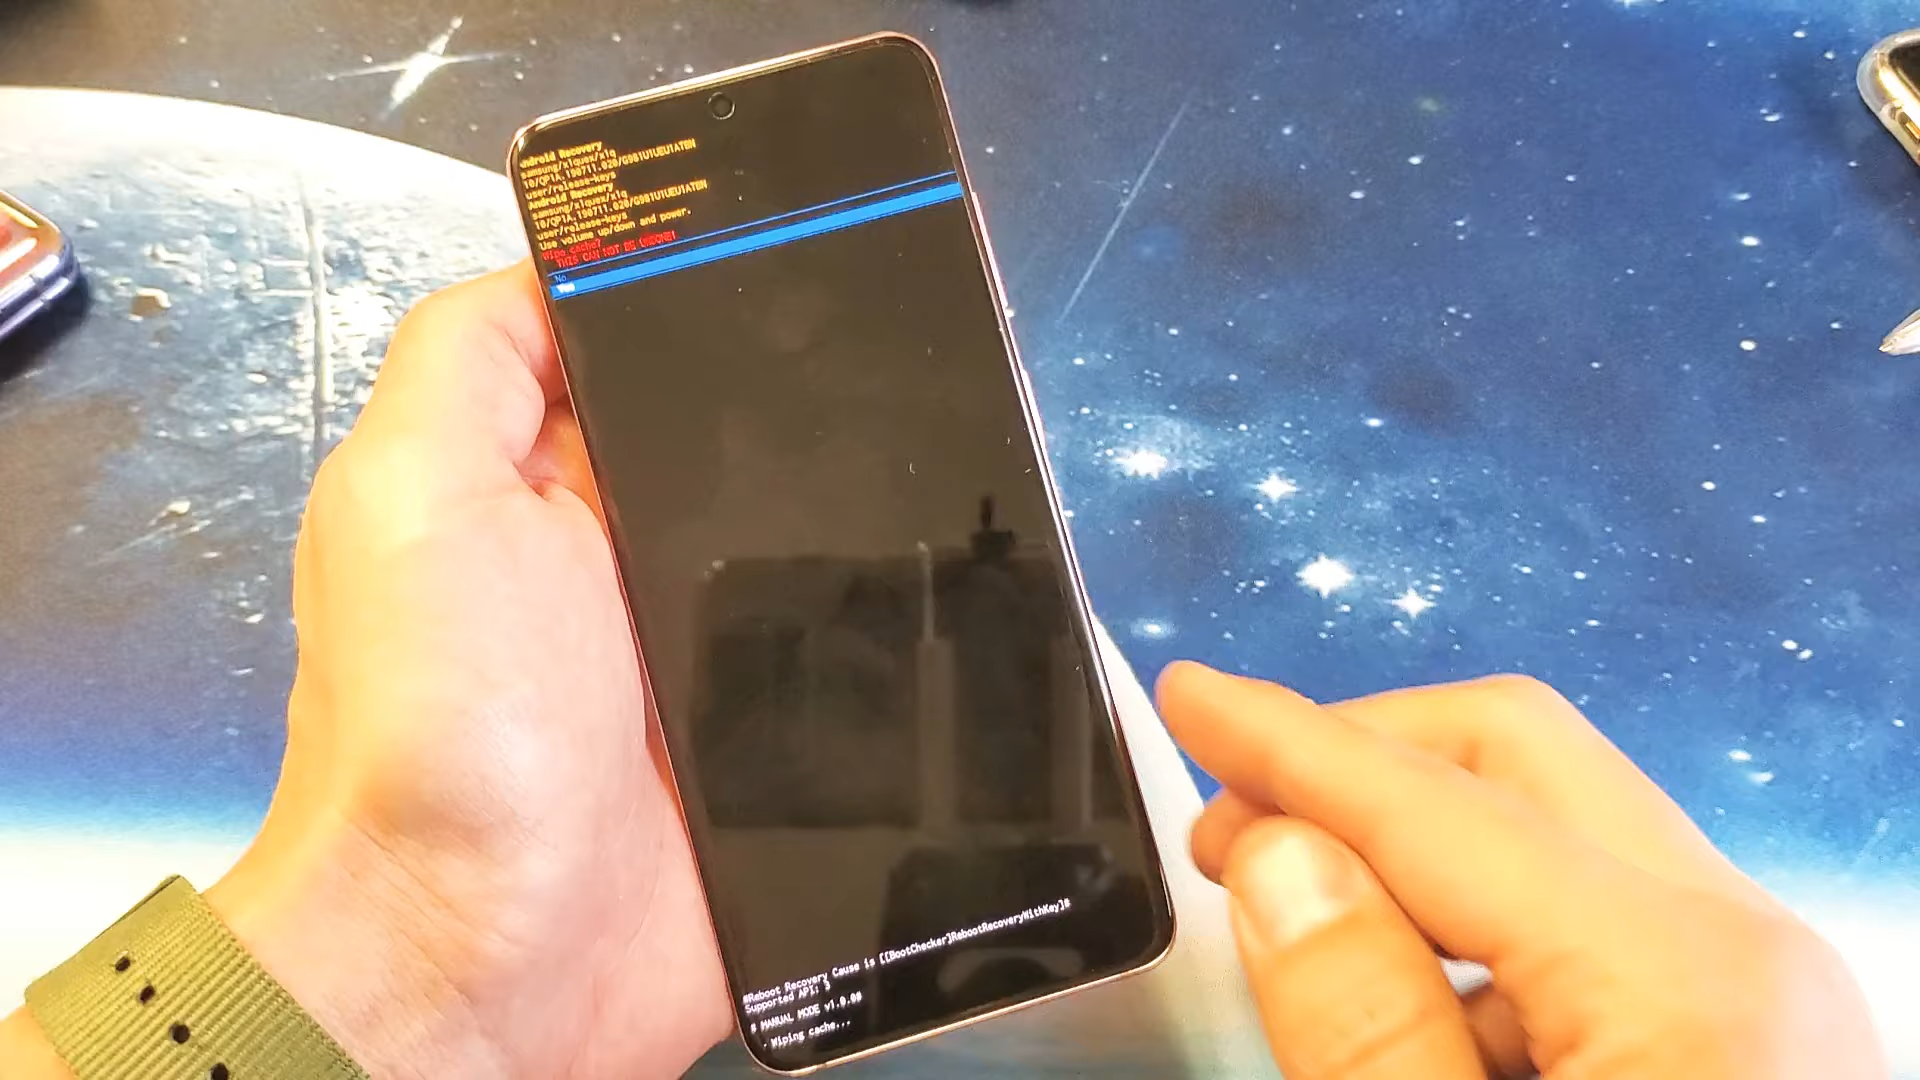 Android Recovery
samsung/x1quex/x1q
10/QP1A.190711.020/G981U1UEU1ATBN
user/release-keys
Android Recovery
samsung/x1quex/x1q
10/QP1A.190711.020/G981U1UEU1ATBN
user/release-keys
Use volume up/down and power.
Wipe cache?
THIS CAN NOT BE UNDONE!
No
Yes
#Reboot Recovery Cause is [[BootChecker]RebootRecoveryWithKey]#
Supported API: 3
# MANUAL MODE v1.0.0#
- Wiping cache...